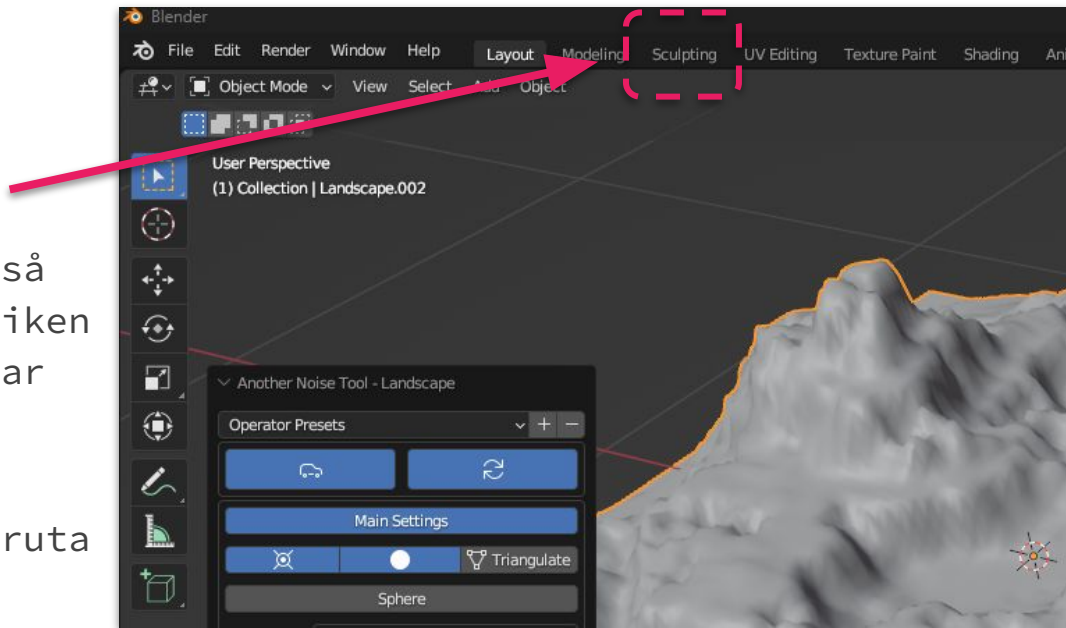 Blender
File Edit Render Window Help Layout Modeling Sculpting UV Editing Texture Paint Shading Ani
Object Mode View Select Add Object
User Perspective
(1) Collection | Landscape.002
så
iken
ar
ruta
Another Noise Tool - Landscape
Operator Presets
Main Settings
Triangulate
Sphere